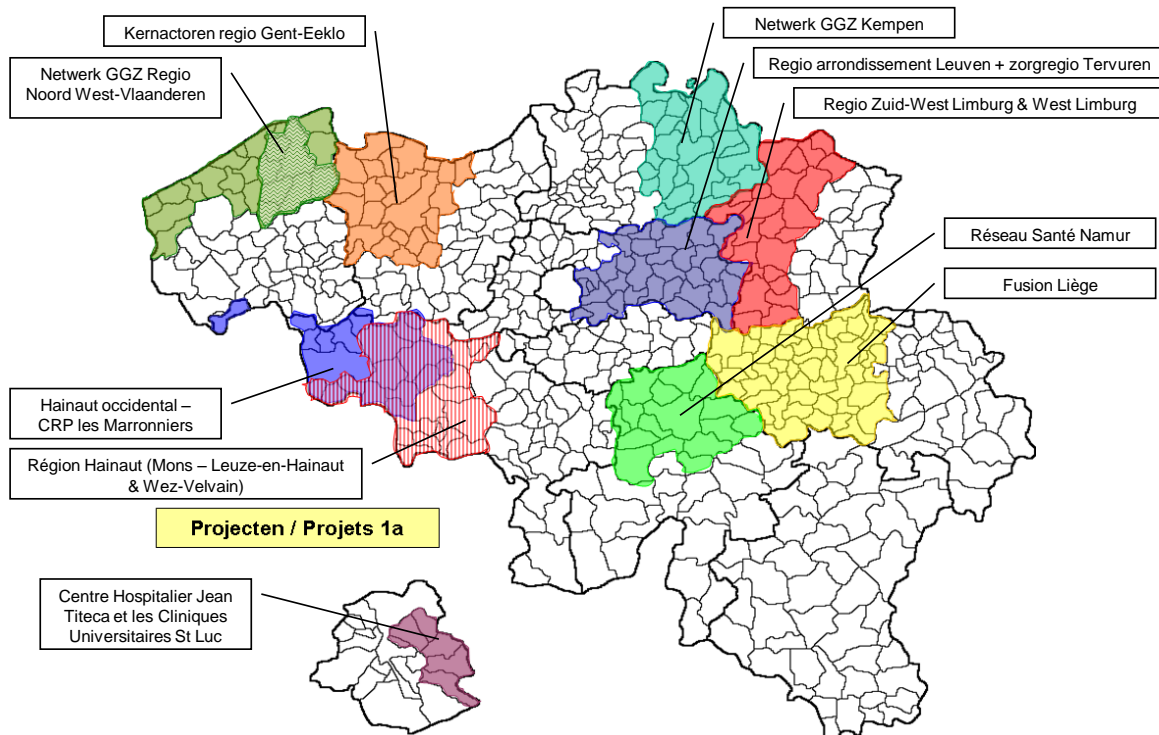 Kernactoren regio Gent-Eeklo
Netwerk GGZ Kempen
Netwerk GGZ Regio
Noord West-Vlaanderen
Regio arrondissement Leuven + zorgregio Tervuren
Regio Zuid-West Limburg & West Limburg
Réseau Santé Namur
Fusion Liège
Hainaut occidental –
CRP les Marronniers
Région Hainaut (Mons – Leuze-en-Hainaut
& Wez-Velvain)
Projecten / Projets 1a
Centre Hospitalier Jean
Titeca et les Cliniques
Universitaires St Luc